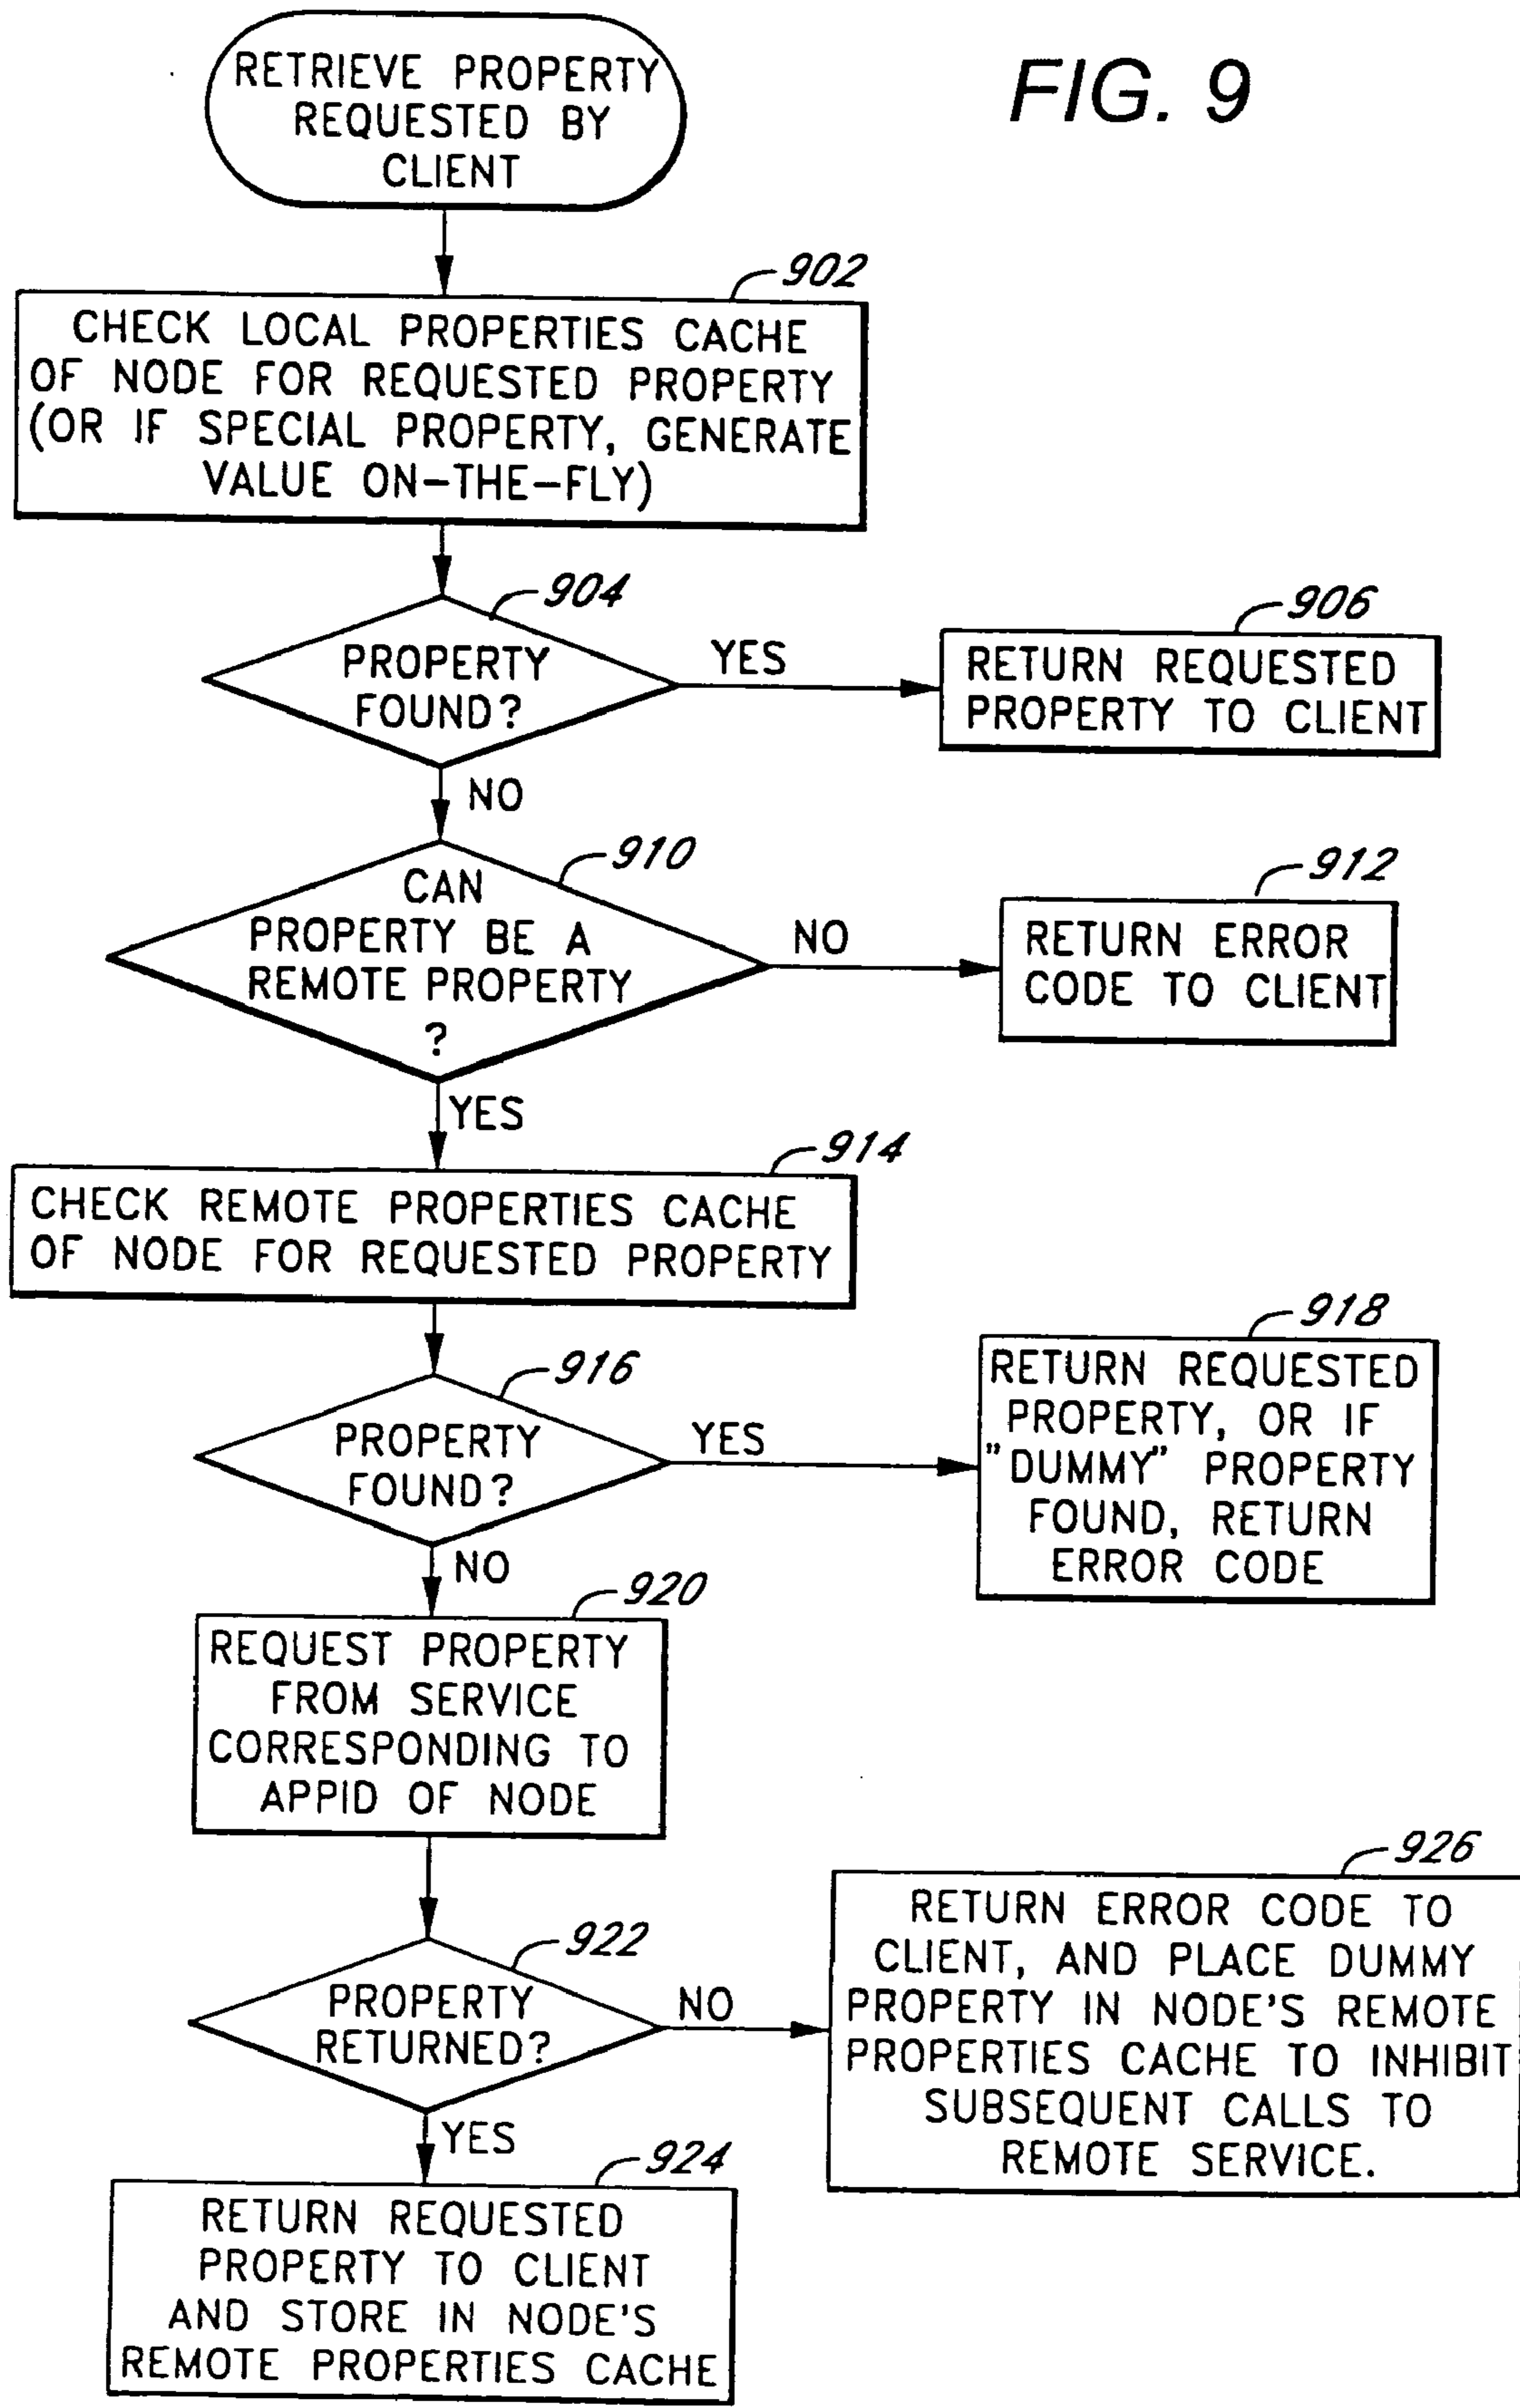 FIG. 9
RETRIEVE PROPERTY
REQUESTED BY
CLIENT
902
CHECK LOCAL PROPERTIES CACHE
OF NODE FOR REQUESTED PROPERTY
(OR IF SPECIAL PROPERTY, GENERATE
VALUE ON-THE-FLY)
904
PROPERTY
FOUND?
YES
906
RETURN REQUESTED
PROPERTY TO CLIENT
NO
910
CAN
PROPERTY BE A
REMOTE PROPERTY
?
NO
912
RETURN ERROR
CODE TO CLIENT
YES
914
CHECK REMOTE PROPERTIES CACHE
OF NODE FOR REQUESTED PROPERTY
916
PROPERTY
FOUND?
YES
918
RETURN REQUESTED
PROPERTY, OR IF
"DUMMY" PROPERTY
FOUND, RETURN
ERROR CODE
NO
920
REQUEST PROPERTY
FROM SERVICE
CORRESPONDING TO
APPID OF NODE
922
PROPERTY
RETURNED?
NO
926
RETURN ERROR CODE TO
CLIENT, AND PLACE DUMMY
PROPERTY IN NODE'S REMOTE
PROPERTIES CACHE TO INHIBIT
SUBSEQUENT CALLS TO
REMOTE SERVICE.
YES
924
RETURN REQUESTED
PROPERTY TO CLIENT
AND STORE IN NODE'S
REMOTE PROPERTIES CACHE